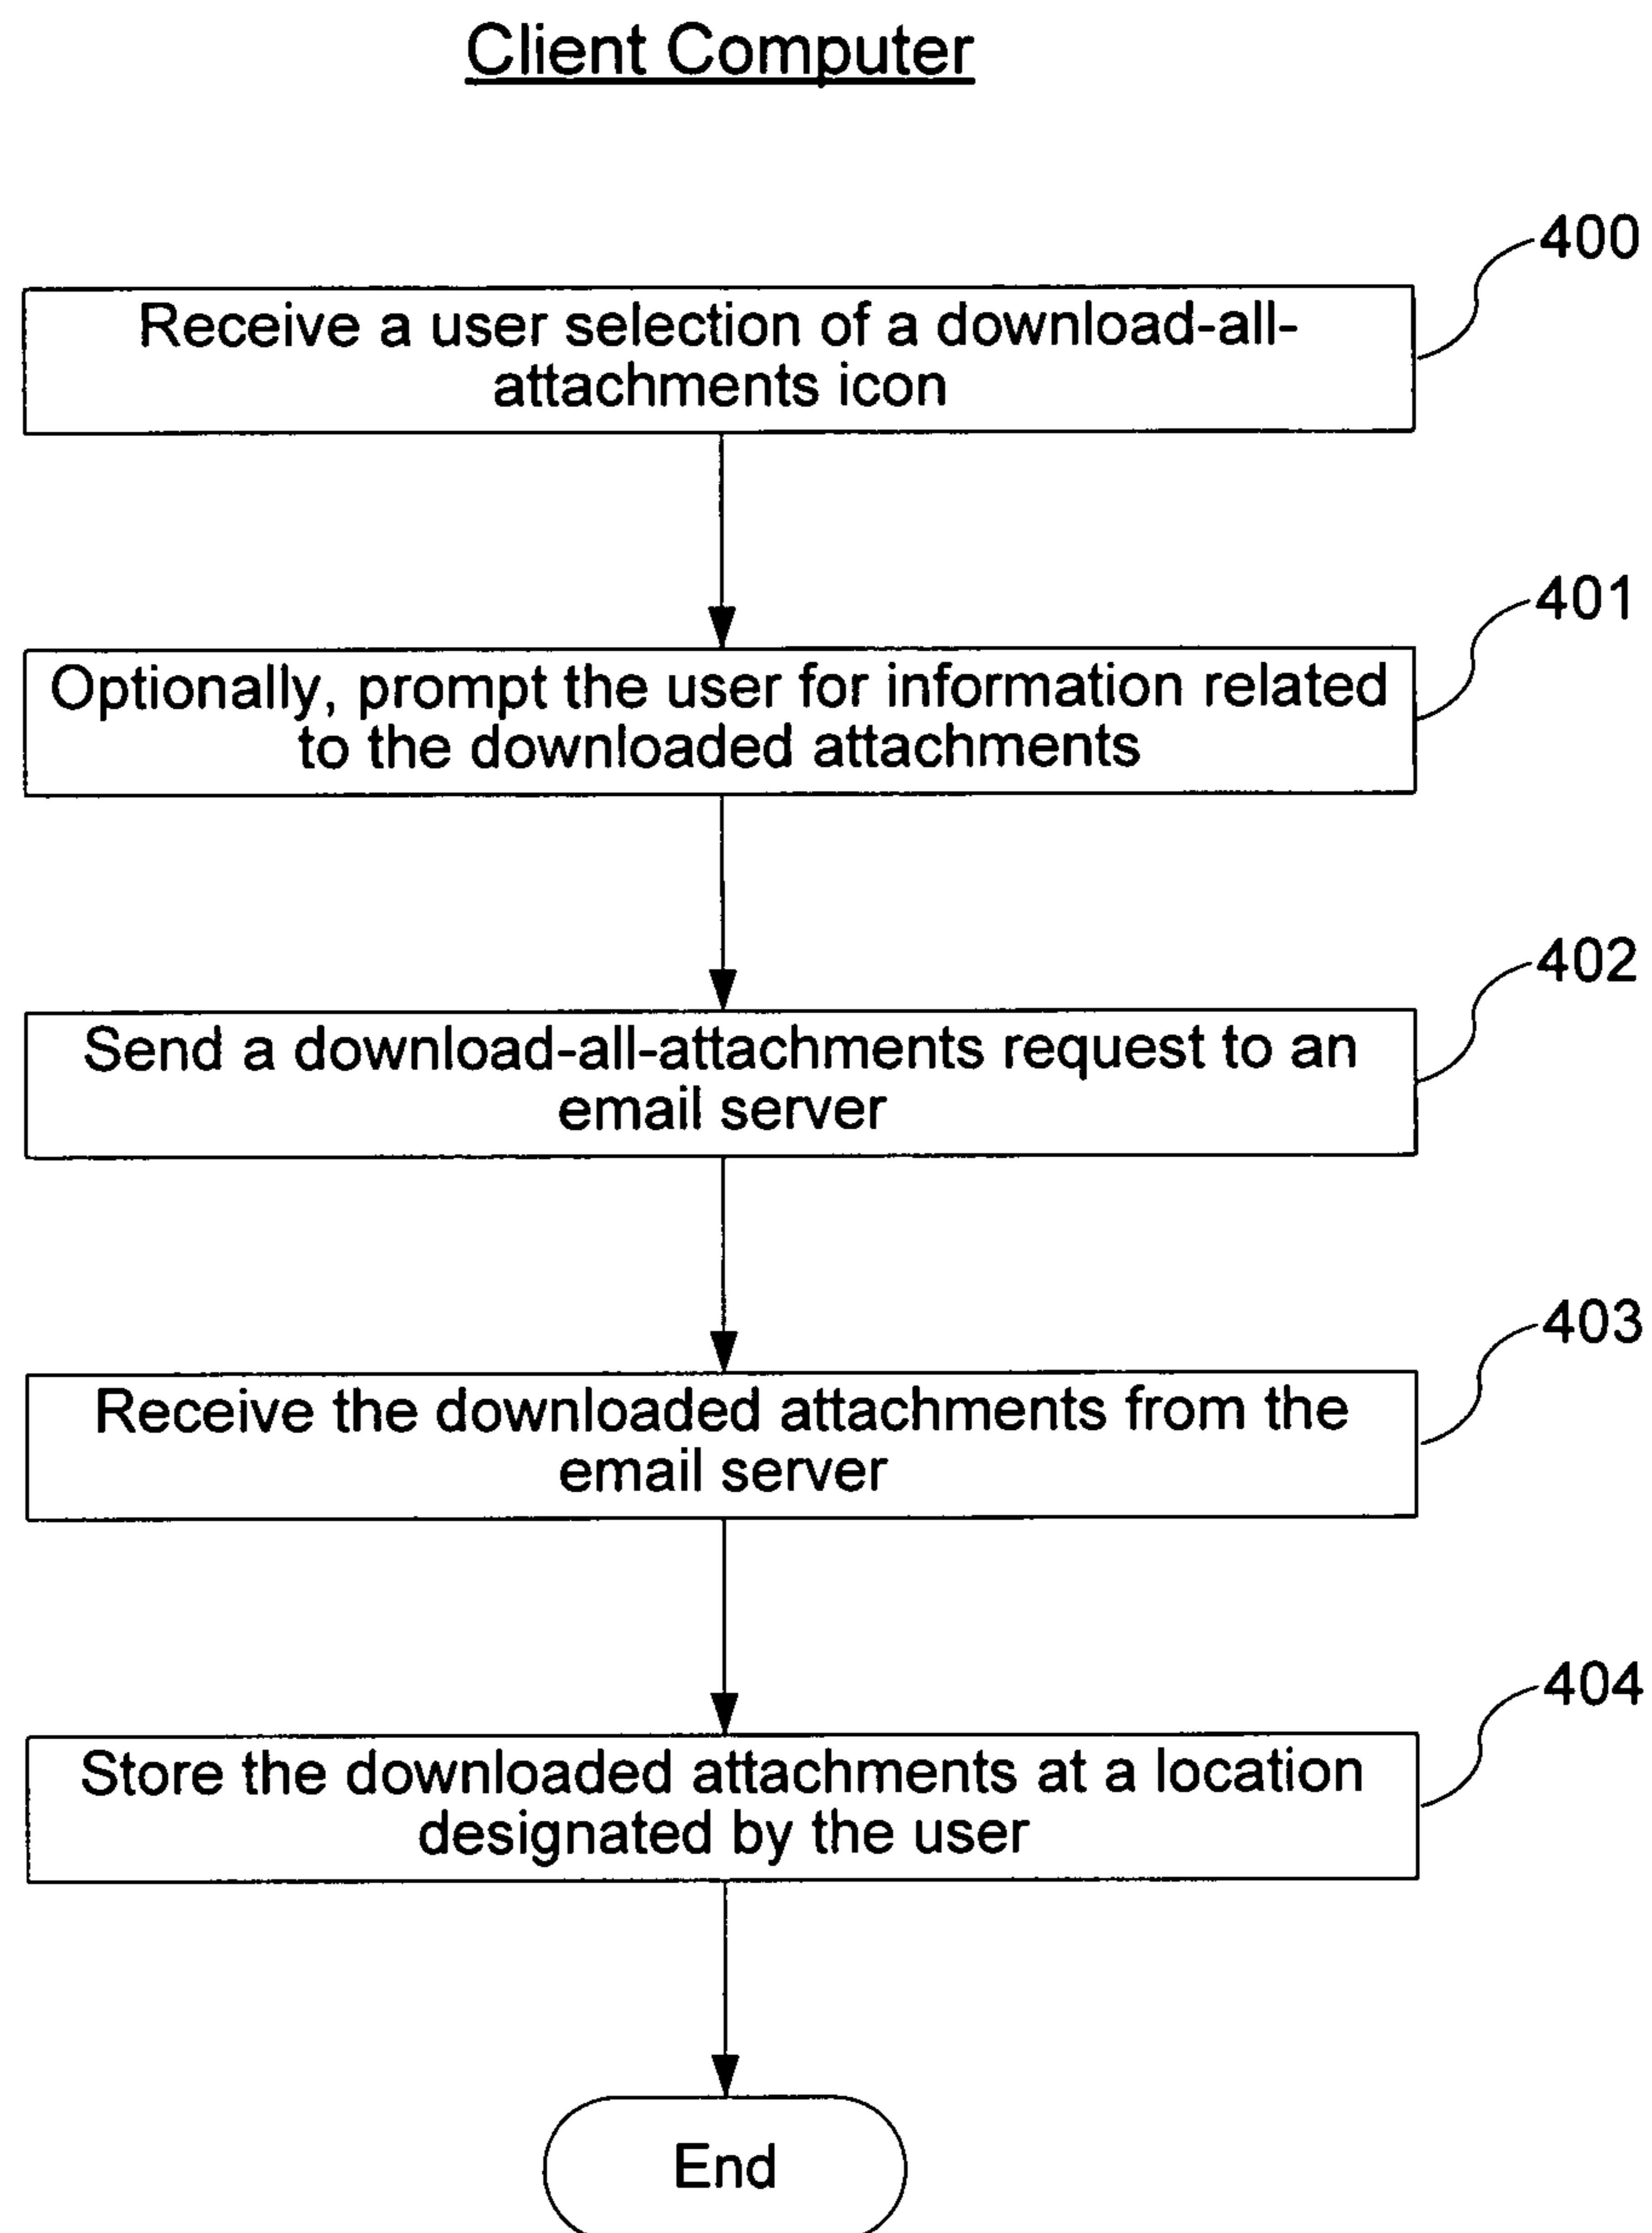 Client Computer
400
Receive a user selection of a download-all-
attachments icon
401
Optionally, prompt the user for information related
to the downloaded attachments
402
Send a download-all-attachments request to an
email server
403
Receive the downloaded attachments from the
email server
404
Store the downloaded attachments at a location
designated by the user
End